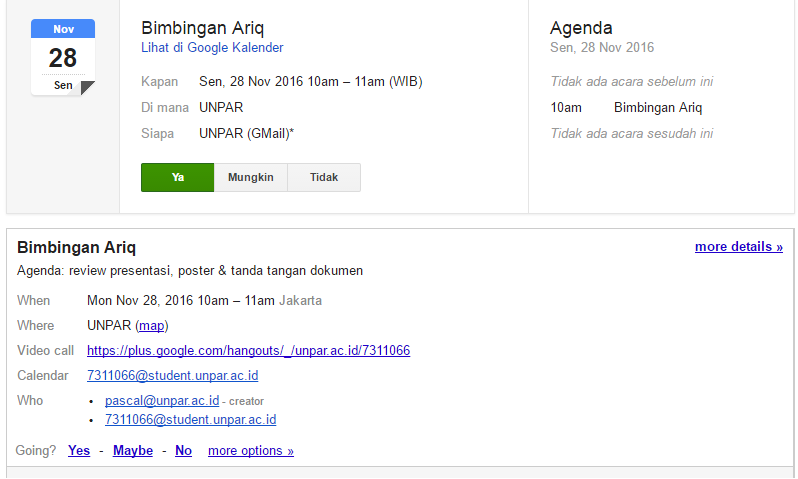 Nov
28
Sen
Bimbingan Ariq
Lihat di Google Kalender
Kapan Sen, 28 Nov 2016 10am – 11am (WIB)
Di mana UNPAR
Siapa UNPAR (GMail)*
Ya Mungkin Tidak
Agenda
Sen, 28 Nov 2016
Tidak ada acara sebelum ini
10am Bimbingan Ariq
Tidak ada acara sesudah ini
Bimbingan Ariq more details »
Agenda: review presentasi, poster & tanda tangan dokumen
When Mon Nov 28, 2016 10am – 11am Jakarta
Where UNPAR (map)
Video call https://plus.google.com/hangouts/_/unpar.ac.id/7311066
Calendar 7311066@student.unpar.ac.id
Who • pascal@unpar.ac.id - creator
• 7311066@student.unpar.ac.id
Going? Yes - Maybe - No more options »